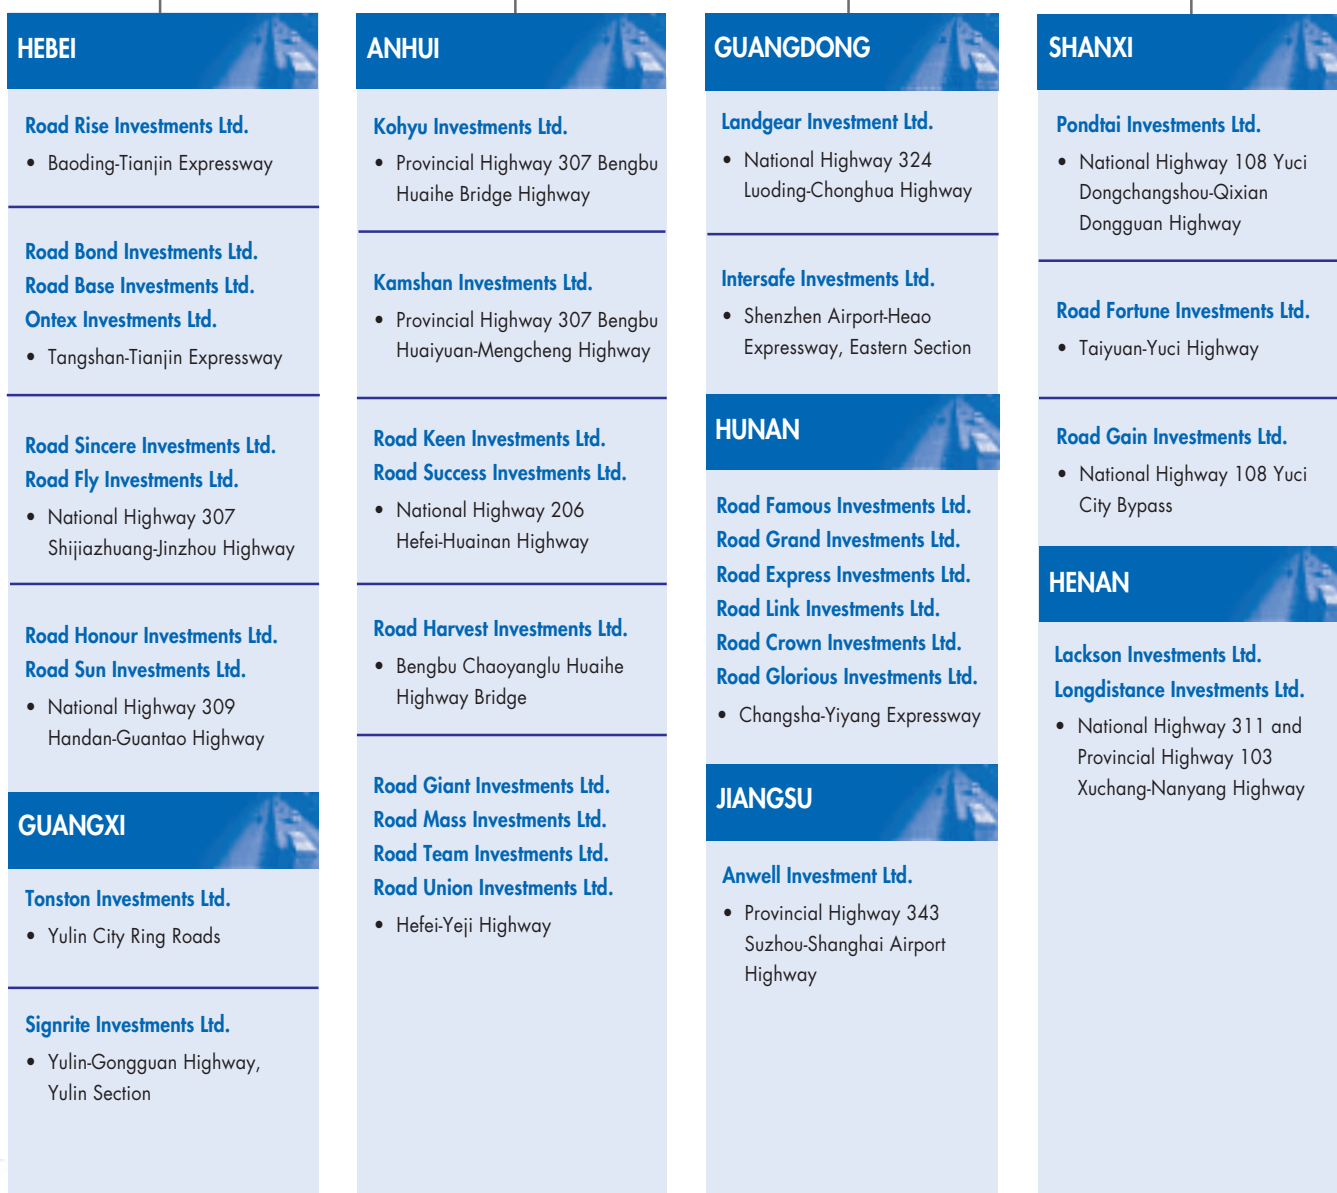 HEBEI
Road Rise Investments Ltd.
• Baoding-Tianjin Expressway
Road Bond Investments Ltd.
Road Base Investments Ltd.
Ontex Investments Ltd.
• Tangshan-Tianjin Expressway
Road Sincere Investments Ltd.
Road Fly Investments Ltd.
• National Highway 307
Shijiazhuang-Jinzhou Highway
Road Honour Investments Ltd.
Road Sun Investments Ltd.
• National Highway 309
Handan-Guantao Highway
GUANGXI
Tonston Investments Ltd.
• Yulin City Ring Roads
Signrite Investments Ltd.
• Yulin-Gongguan Highway,
Yulin Section
ANHUI
Kohyu Investments Ltd.
• Provincial Highway 307 Bengbu
Huaihe Bridge Highway
Kamshan Investments Ltd.
• Provincial Highway 307 Bengbu
Huaiyuan-Mengcheng Highway
Road Keen Investments Ltd.
Road Success Investments Ltd.
• National Highway 206
Hefei-Huainan Highway
Road Harvest Investments Ltd.
• Bengbu Chaoyanglu Huaihe
Highway Bridge
Road Giant Investments Ltd.
Road Mass Investments Ltd.
Road Team Investments Ltd.
Road Union Investments Ltd.
• Hefei-Yeji Highway
GUANGDONG
Landgear Investment Ltd.
• National Highway 324
Luoding-Chonghua Highway
Intersafe Investments Ltd.
• Shenzhen Airport-Heao
Expressway, Eastern Section
HUNAN
Road Famous Investments Ltd.
Road Grand Investments Ltd.
Road Express Investments Ltd.
Road Link Investments Ltd.
Road Crown Investments Ltd.
Road Glorious Investments Ltd.
• Changsha-Yiyang Expressway
JIANGSU
Anwell Investment Ltd.
• Provincial Highway 343
Suzhou-Shanghai Airport
Highway
SHANXI
Pondtai Investments Ltd.
• National Highway 108 Yuci
Dongchangshou-Qixian
Dongguan Highway
Road Fortune Investments Ltd.
• Taiyuan-Yuci Highway
Road Gain Investments Ltd.
• National Highway 108 Yuci
City Bypass
HENAN
Lackson Investments Ltd.
Longdistance Investments Ltd.
• National Highway 311 and
Provincial Highway 103
Xuchang-Nanyang Highway